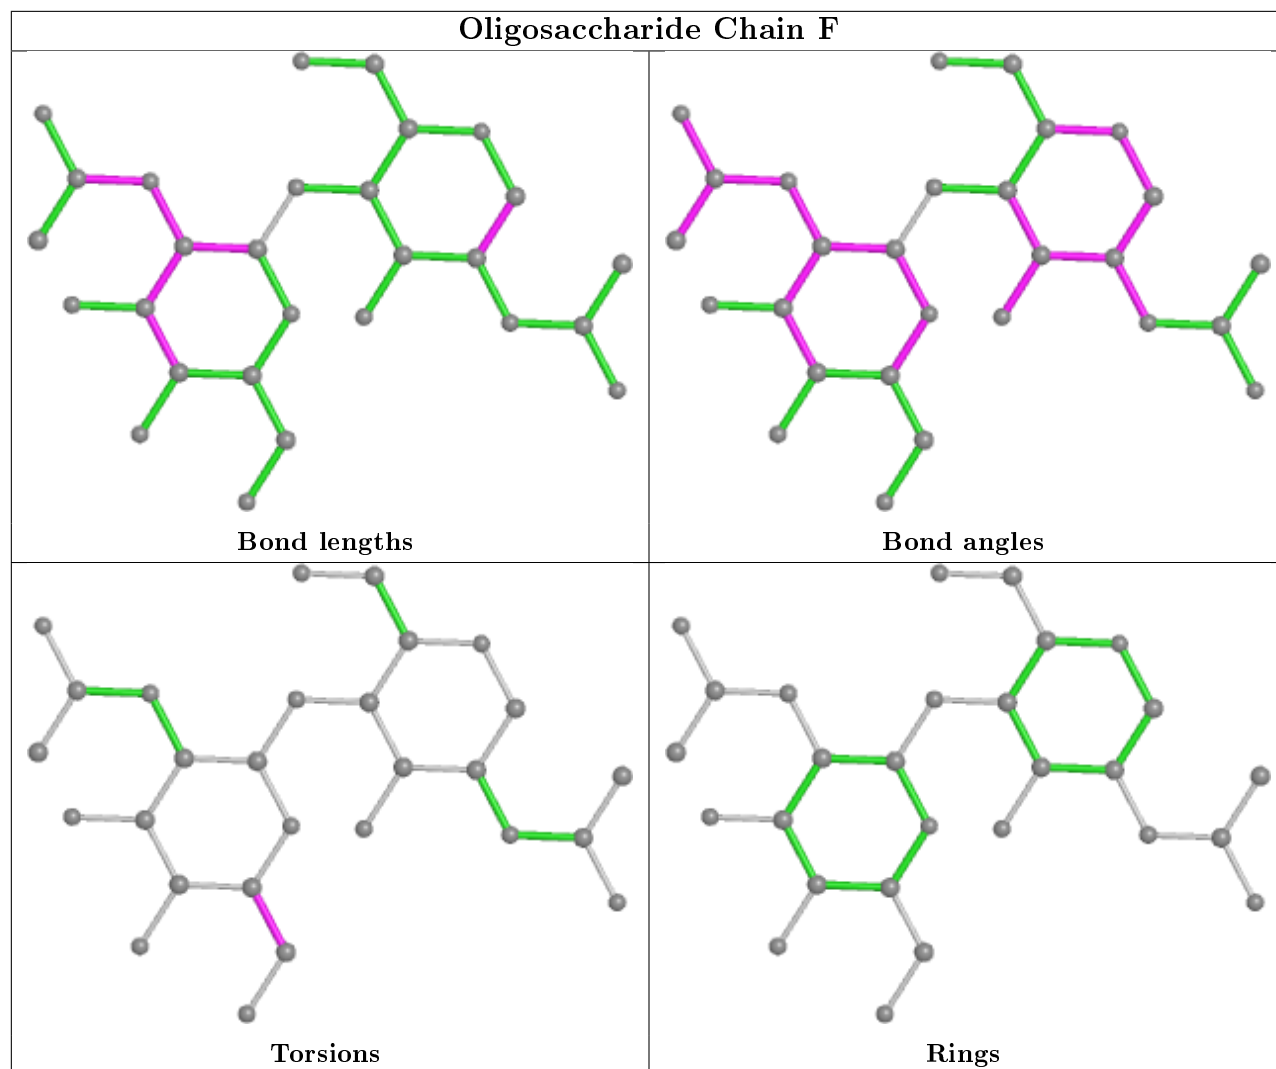 Oligosaccharide Chain F
Bond lengths
Bond angles
Torsions
Rings